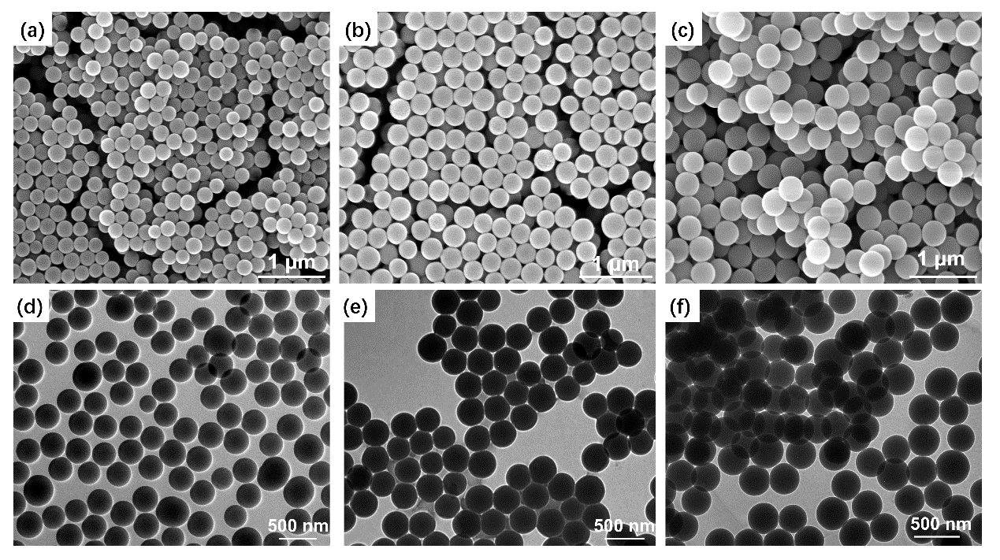 (a)
(b)
(c)
1 μm
1 μm
1 μm
(d)
(e)
(f)
500 nm
500 nm
500 nm